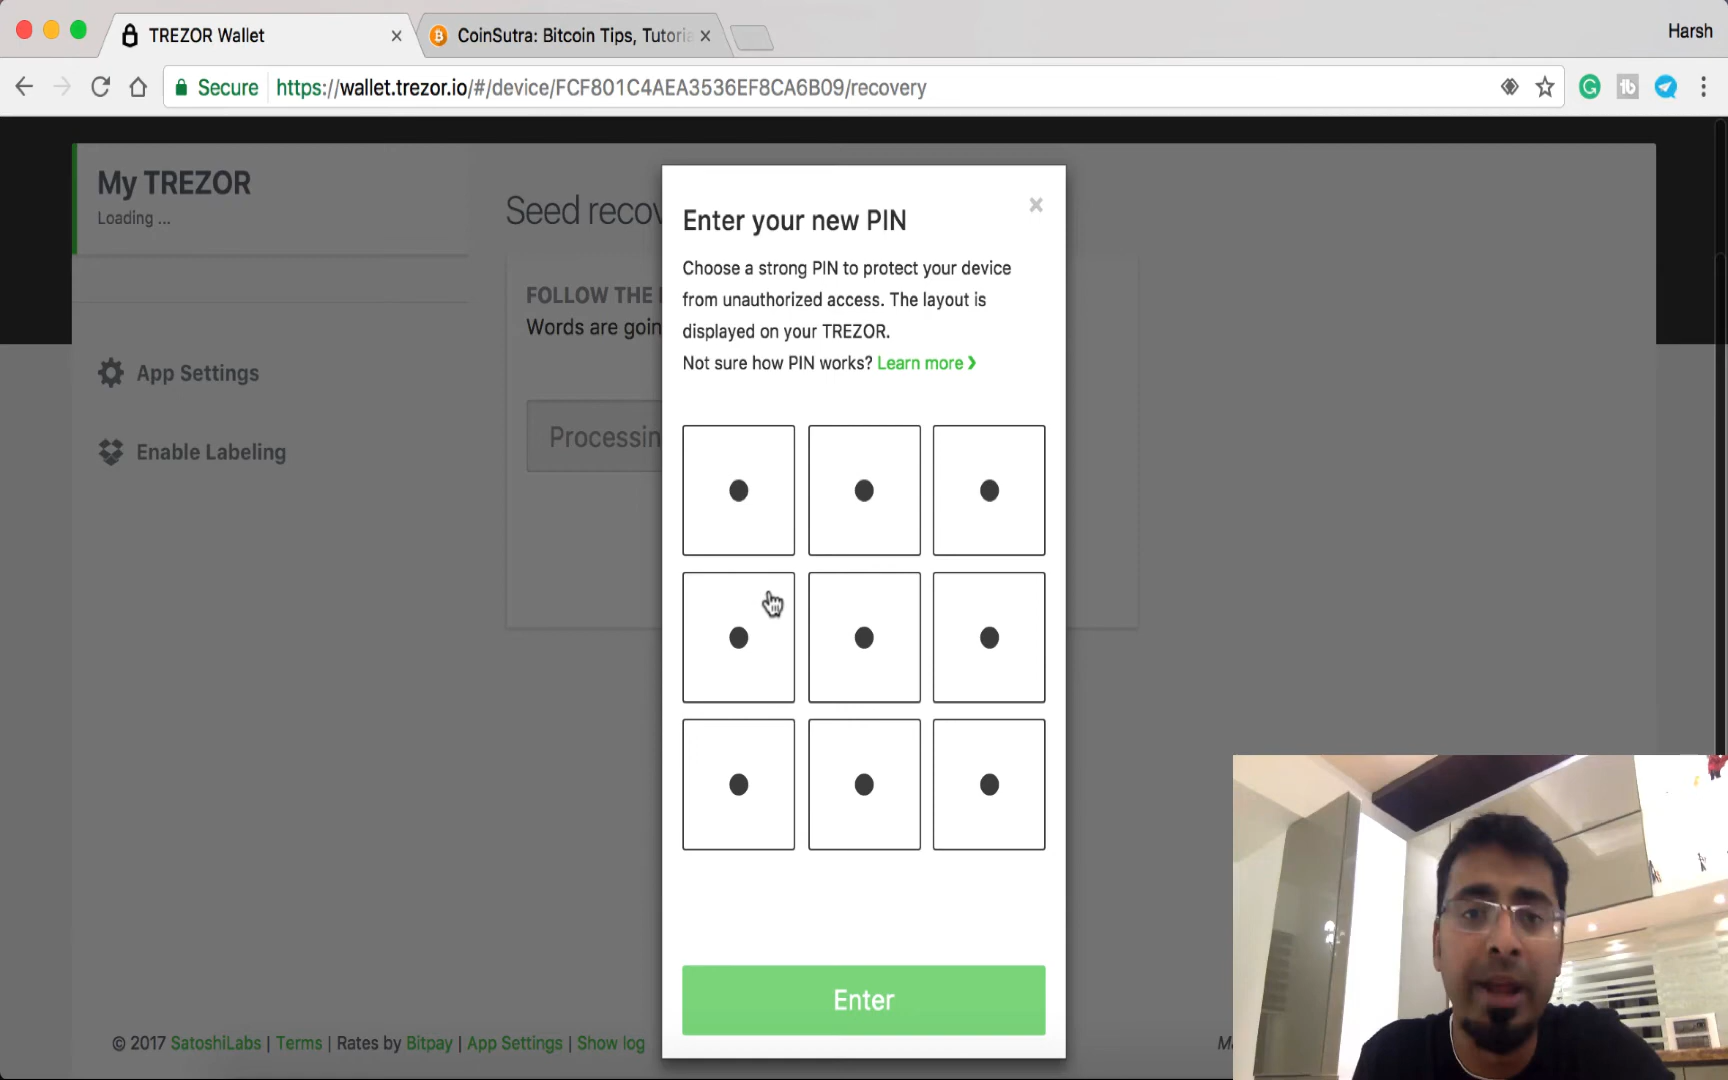 TREZOR Wallet
CoinSutra: Bitcoin Tips, Tutoria
Harsh
Secure
https://wallet.trezor.io/#/device/FCF801C4AEA3536EF8CA6B09/recovery
My TREZOR
Loading ...
App Settings
Enable Labeling
Seed recov
FOLLOW THE
Words are goin
Processin
Enter your new PIN
Choose a strong PIN to protect your device
from unauthorized access. The layout is
displayed on your TREZOR.
Not sure how PIN works? Learn more
Enter
© 2017 SatoshiLabs | Terms | Rates by Bitpay | App Settings | Show log